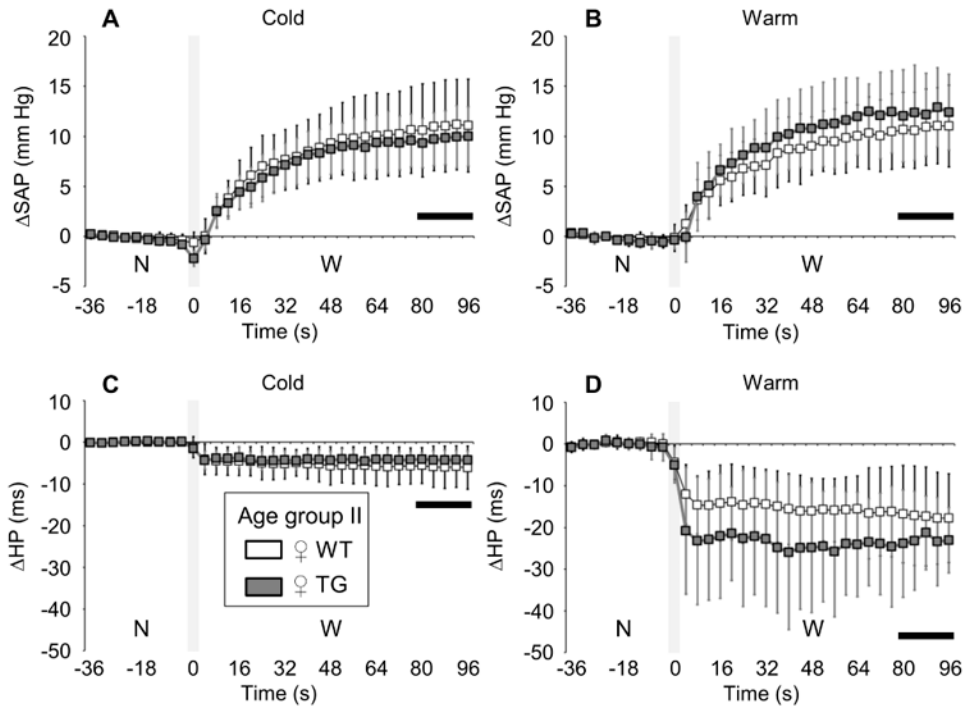 A Cold
ΔSAP (mm Hg)
20
15
10
5
0
-5
N W
-36 -18 0 16 32 48 64 80 96
Time (s)
B Warm
ΔSAP (mm Hg)
20
15
10
5
0
-5
N W
-36 -18 0 16 32 48 64 80 96
Time (s)
C Cold
ΔHP (ms)
10
0
-10
-20
-30
-40
-50
Age group II
♀ WT
♀ TG
N W
-36 -18 0 16 32 48 64 80 96
Time (s)
D Warm
ΔHP (ms)
10
0
-10
-20
-30
-40
-50
N W
-36 -18 0 16 32 48 64 80 96
Time (s)